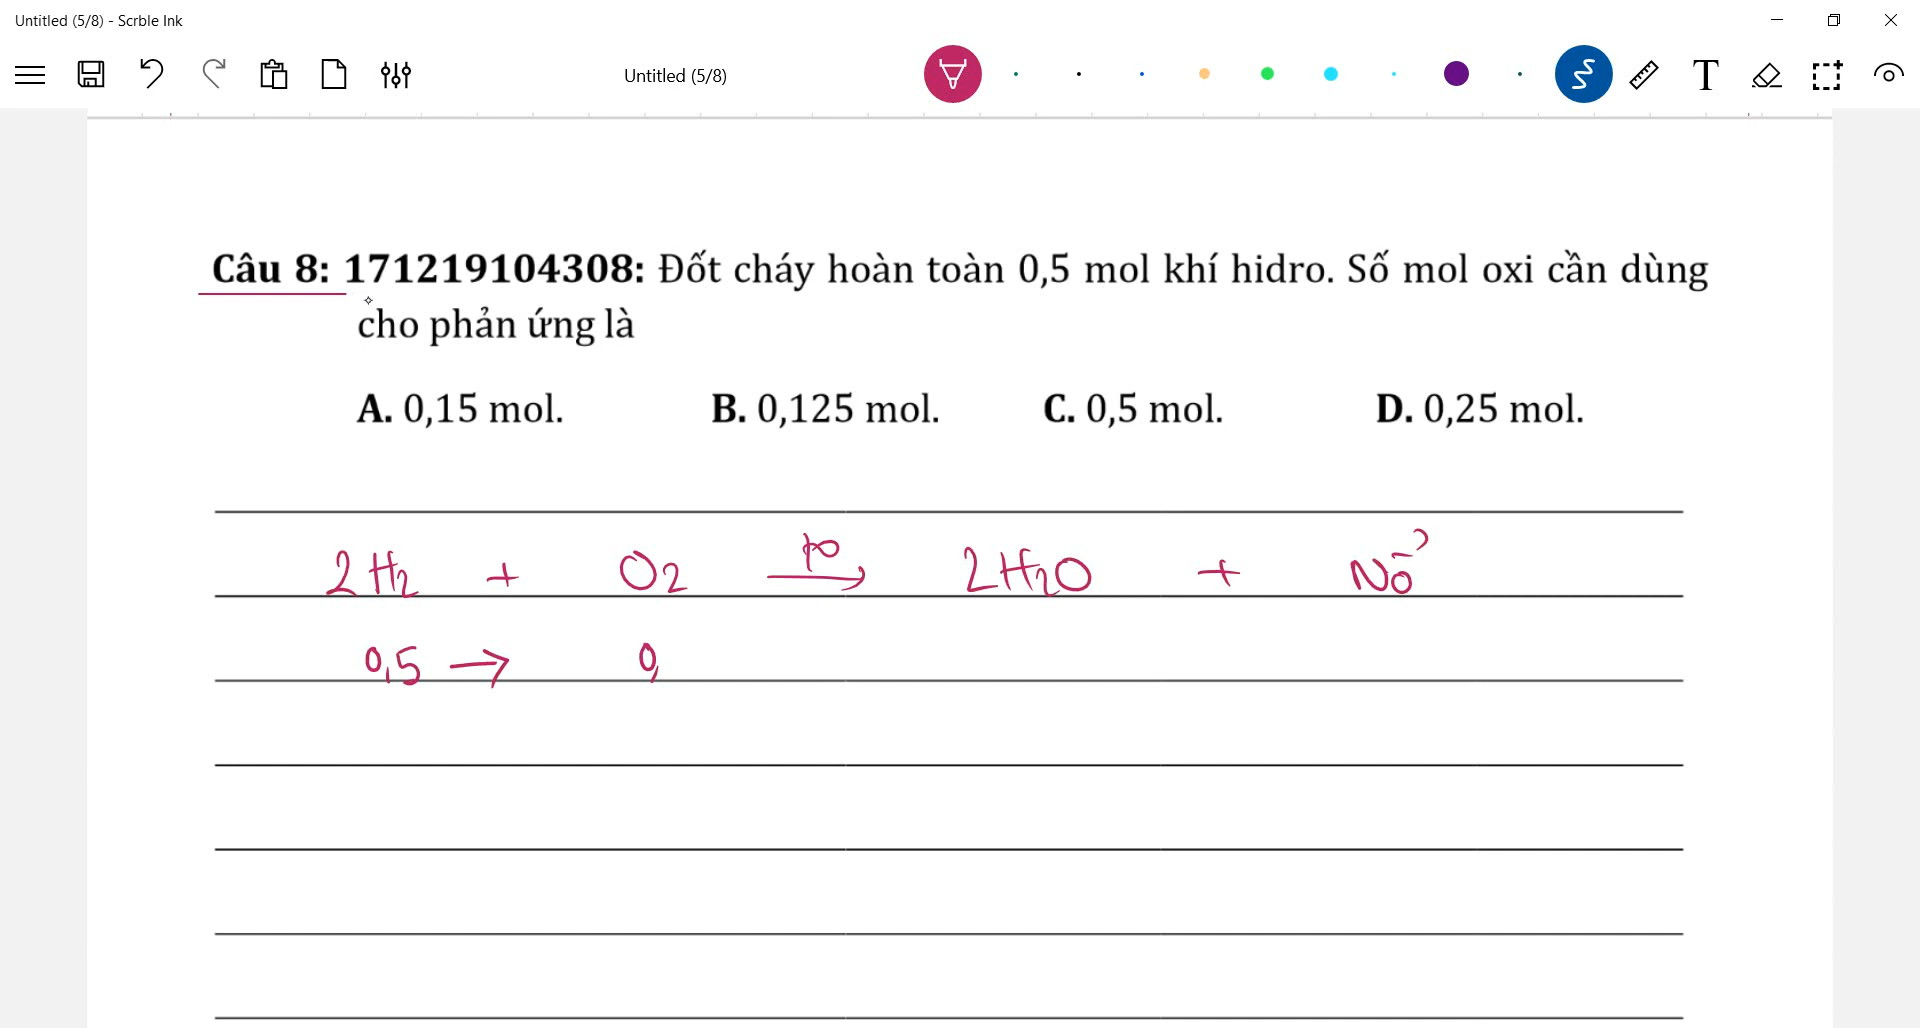 Untitled (5/8) - Scrble Ink
Untitled (5/8)
T
Câu 8: 171219104308: Đốt cháy hoàn toàn 0,5 mol khí hidro. Số mol oxi cần dùng
cho phản ứng là
A. 0,15 mol. B. 0,125 mol. C. 0,5 mol. D. 0,25 mol.
2H2 + O2 →(t°) 2H2O + Nổ
0,5 → 0,